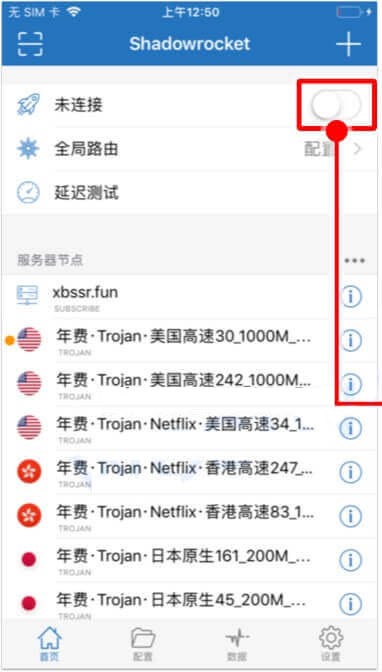 无 SIM 卡 上午12:50
Shadowrocket
未连接
全局路由 配置
延迟测试
服务器节点
xbssr.fun
SUBSCRIBE
年费·Trojan·美国高速30_1000M_...
TROJAN
年费·Trojan·美国高速242_1000M...
TROJAN
年费·Trojan·Netflix·美国高速34_1...
TROJAN
年费·Trojan·Netflix·香港高速247_...
TROJAN
年费·Trojan·Netflix·香港高速83_1...
TROJAN
年费·Trojan·日本原生161_200M_...
TROJAN
年费·Trojan·日本原生45_200M_...
TROJAN
首页 配置 数据 设置